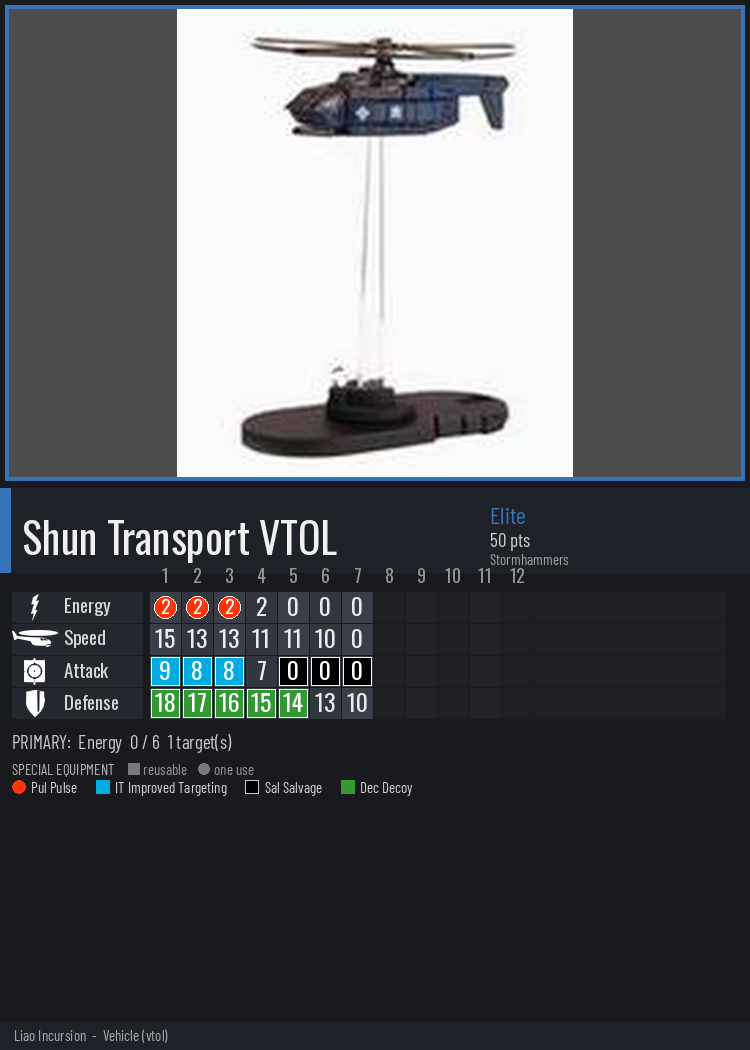 Shun Transport VTOL
Elite
50 pts
Stormhammers
1 2 3 4 5 6 7 8 9 10 11 12
Energy 2 2 2 2 0 0 0
Speed 15 13 13 11 11 10 0
Attack 9 8 8 7 0 0 0
Defense 18 17 16 15 14 13 10
PRIMARY: Energy 0 / 6 1 target(s)
SPECIAL EQUIPMENT reusable one use
Pul Pulse IT Improved Targeting Sal Salvage Dec Decoy
Liao Incursion - Vehicle (vtol)